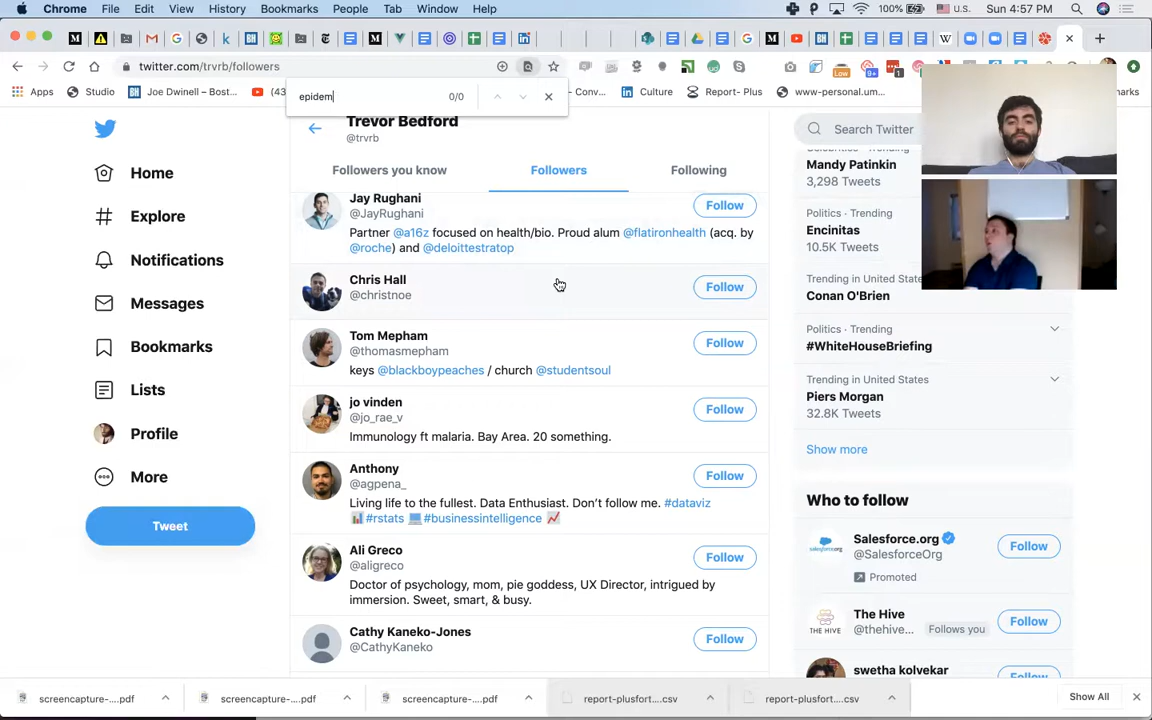 Chrome File Edit View History Bookmarks People Tab Window Help
100% U.S. Sun 4:57 PM
twitter.com/trvrb/followers
Low 9+ 1
Apps Studio Joe Dwinell – Bost... (43 Conv... Culture Report- Plus www-personal.um...
epidem 0/0
Trevor Bedford
@trvrb
Followers you know Followers Following
Home
Explore
Notifications
Messages
Bookmarks
Lists
Profile
More
Tweet
Jay Rughani
@JayRughani
Follow
Partner @a16z focused on health/bio. Proud alum @flatironhealth (acq. by
@roche) and @deloittestratop
Chris Hall
@christnoe
Follow
Tom Mepham
@thomasmepham
Follow
keys @blackboypeaches / church @studentsoul
jo vinden
@jo_rae_v
Follow
Immunology ft malaria. Bay Area. 20 something.
Anthony
@agpena_
Follow
Living life to the fullest. Data Enthusiast. Don't follow me. #dataviz
#rstats #businessintelligence
Ali Greco
@aligreco
Follow
Doctor of psychology, mom, pie goddess, UX Director, intrigued by
immersion. Sweet, smart, & busy.
Cathy Kaneko-Jones
@CathyKaneko
Follow
Search Twitter
Mandy Patinkin
3,298 Tweets
Politics · Trending
Encinitas
10.5K Tweets
Trending in United States
Conan O'Brien
Politics · Trending
#WhiteHouseBriefing
Trending in United States
Piers Morgan
32.8K Tweets
Show more
Who to follow
Salesforce.org
@SalesforceOrg
Follow
Promoted
The Hive
@thehive... Follows you
Follow
swetha kolvekar
Follow
screencapture-....pdf screencapture-....pdf screencapture-....pdf report-plusfort....csv report-plusfort....csv Show All